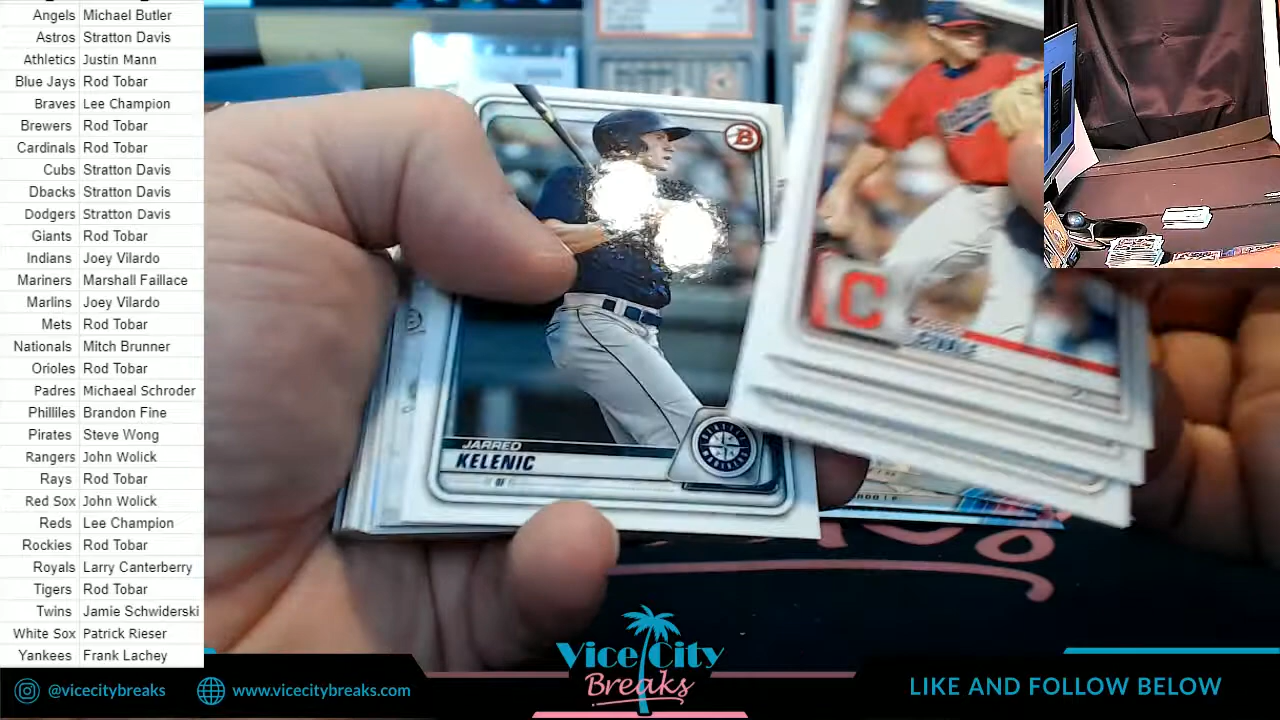 Angels Michael Butler
Astros Stratton Davis
Athletics Justin Mann
Blue Jays Rod Tobar
Braves Lee Champion
Brewers Rod Tobar
Cardinals Rod Tobar
Cubs Stratton Davis
Dbacks Stratton Davis
Dodgers Stratton Davis
Giants Rod Tobar
Indians Joey Vilardo
Mariners Marshall Faillace
Marlins Joey Vilardo
Mets Rod Tobar
Nationals Mitch Brunner
Orioles Rod Tobar
Padres Michaeal Schroder
Philliles Brandon Fine
Pirates Steve Wong
Rangers John Wolick
Rays Rod Tobar
Red Sox John Wolick
Reds Lee Champion
Rockies Rod Tobar
Royals Larry Canterberry
Tigers Rod Tobar
Twins Jamie Schwiderski
White Sox Patrick Rieser
Yankees Frank Lachey
B
JARRED
KELENIC
OF
C
@vicecitybreaks
www.vicecitybreaks.com
Vice City
Breaks
LIKE AND FOLLOW BELOW